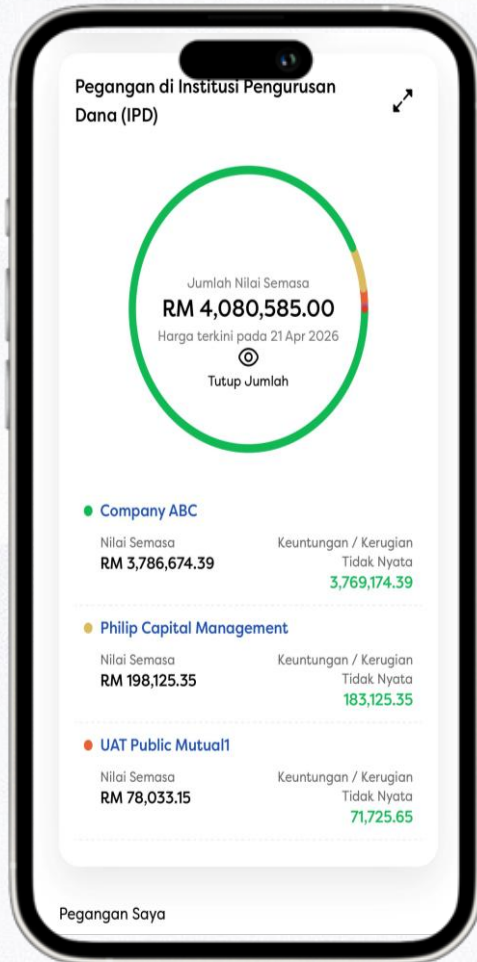 Pegangan di Institusi Pengurusan
Dana (IPD)
Jumlah Nilai Semasa
RM 4,080,585.00
Harga terkini pada 21 Apr 2026
Tutup Jumlah
Company ABC
Nilai Semasa
RM 3,786,674.39
Keuntungan / Kerugian
Tidak Nyata
3,769,174.39
Philip Capital Management
Nilai Semasa
RM 198,125.35
Keuntungan / Kerugian
Tidak Nyata
183,125.35
UAT Public Mutual1
Nilai Semasa
RM 78,033.15
Keuntungan / Kerugian
Tidak Nyata
71,725.65
Pegangan Saya